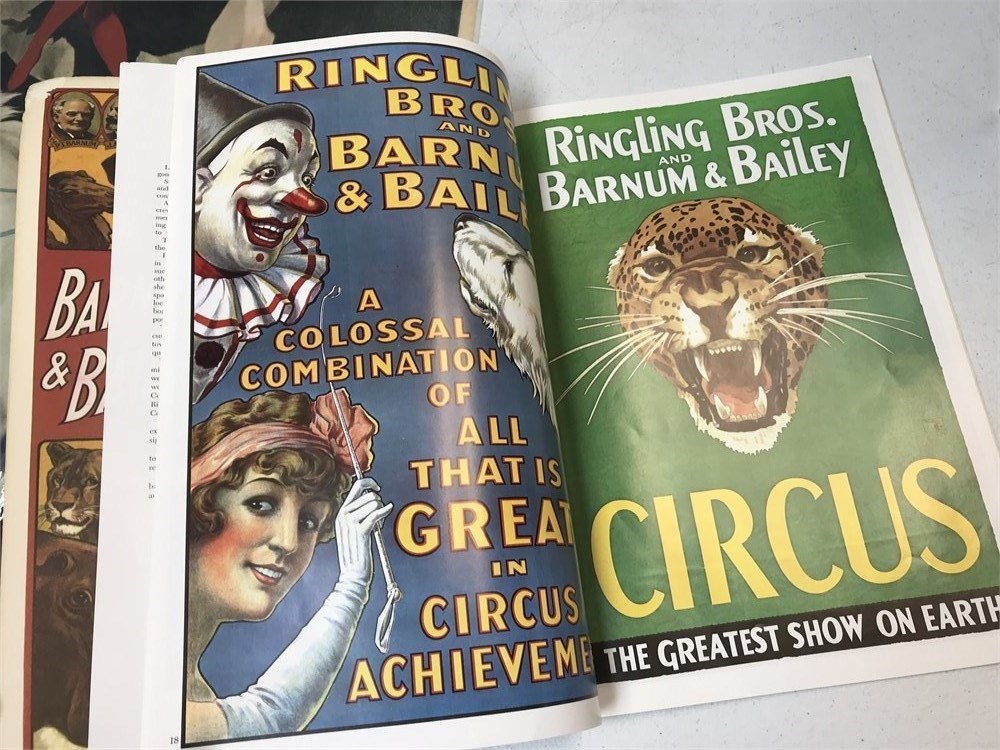 BARNUM
BA
& B
18
RINGLIN
BROS
AND
BARNU
& BAIL
A
COLOSSAL
COMBINATION
OF
ALL
THAT IS
GREAT
IN
CIRCUS
ACHIEVEME
Ringling Bros.
AND
BARNUM & BAILEY
CIRCUS
THE GREATEST SHOW ON EARTH